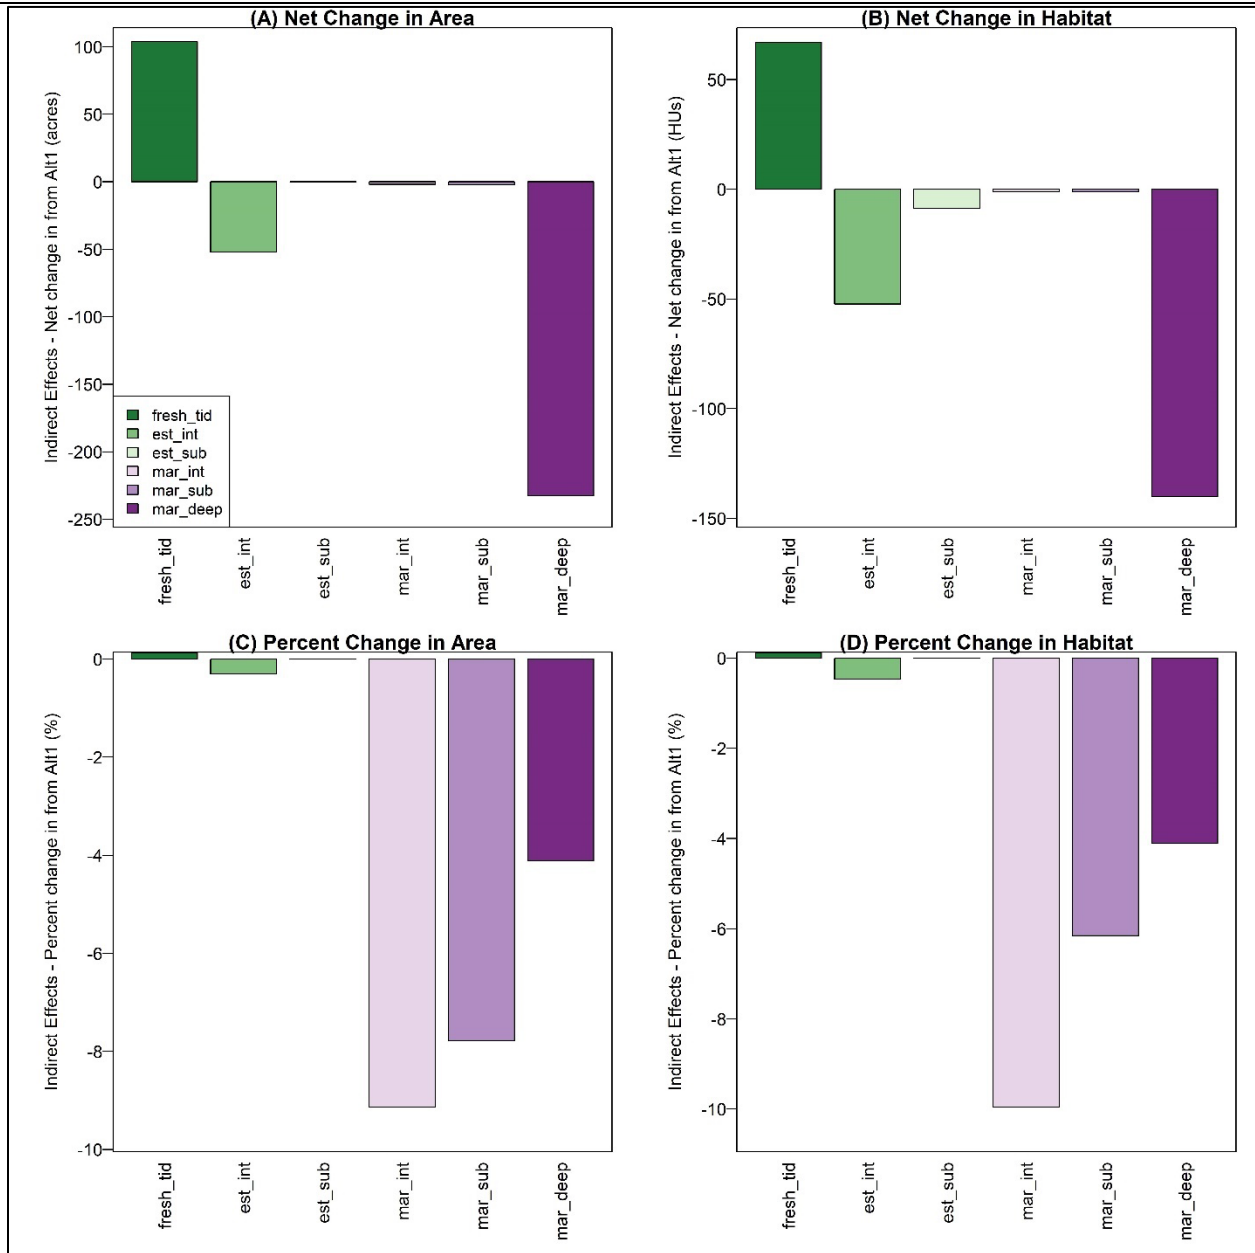 (A) Net Change in Area
Indirect Effects - Net change in from Alt1 (acres)
100
50
0
-50
-100
-150
-200
-250
fresh_tid
est_int
est_sub
mar_int
mar_sub
mar_deep
fresh_tid
est_int
est_sub
mar_int
mar_sub
mar_deep
(B) Net Change in Habitat
Indirect Effects - Net change in from Alt1 (HUs)
50
0
-50
-100
-150
fresh_tid
est_int
est_sub
mar_int
mar_sub
mar_deep
(C) Percent Change in Area
Indirect Effects - Percent change in from Alt1 (%)
0
-2
-4
-6
-8
-10
fresh_tid
est_int
est_sub
mar_int
mar_sub
mar_deep
(D) Percent Change in Habitat
Indirect Effects - Percent change in from Alt1 (%)
0
-2
-4
-6
-8
-10
fresh_tid
est_int
est_sub
mar_int
mar_sub
mar_deep